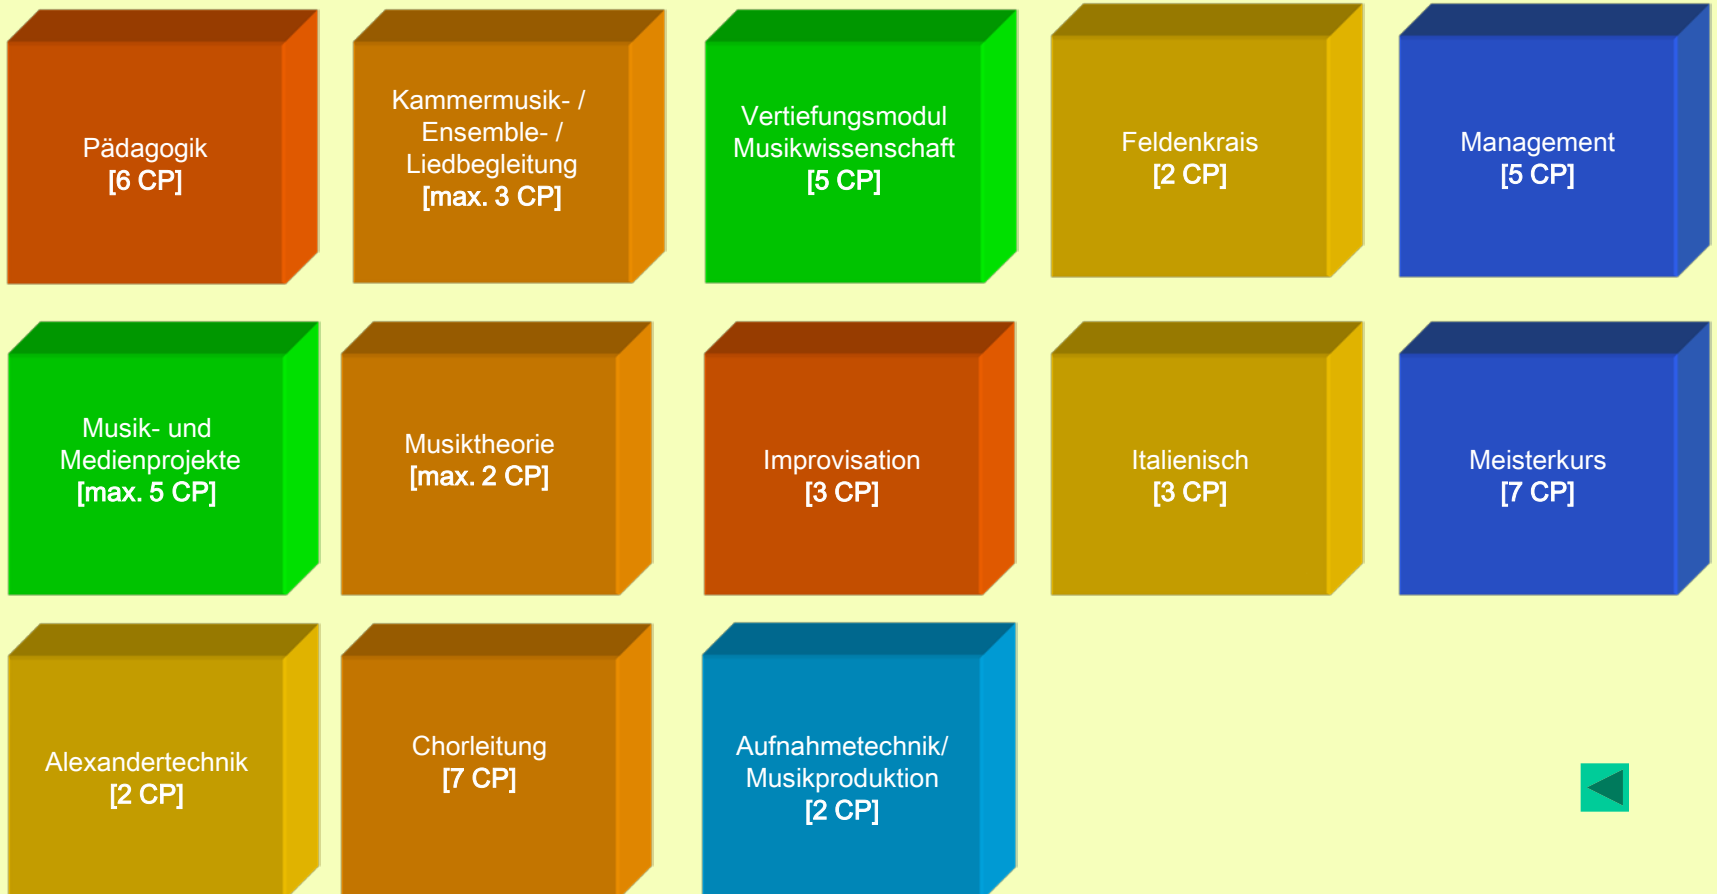 Pädagogik
[6 CP]
Kammermusik- /
Ensemble- /
Liedbegleitung
[max. 3 CP]
Vertiefungsmodul
Musikwissenschaft
[5 CP]
Feldenkrais
[2 CP]
Management
[5 CP]
Musik- und
Medienprojekte
[max. 5 CP]
Musiktheorie
[max. 2 CP]
Improvisation
[3 CP]
Italienisch
[3 CP]
Meisterkurs
[7 CP]
Alexandertechnik
[2 CP]
Chorleitung
[7 CP]
Aufnahmetechnik/
Musikproduktion
[2 CP]